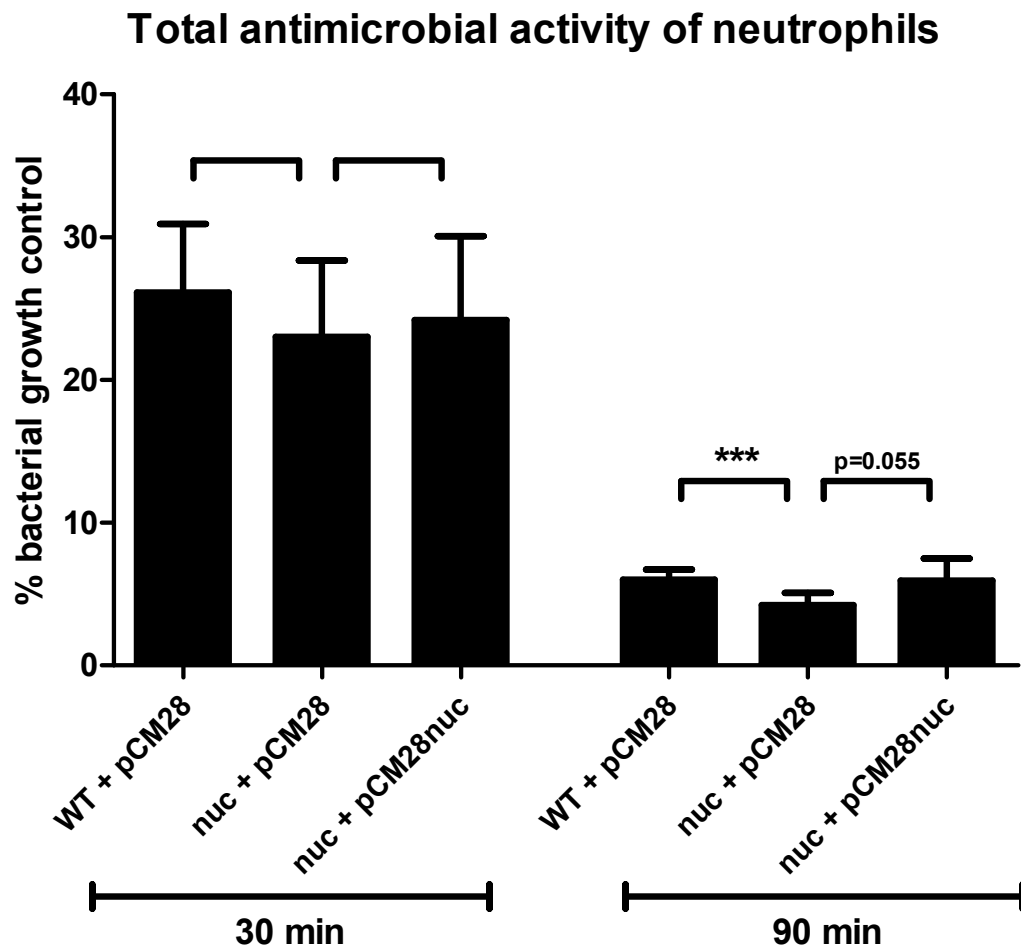 Total antimicrobial activity of neutrophils
% bacterial growth control
40
30
20
10
0
***
p=0.055
WT + pCM28
nuc + pCM28
nuc + pCM28nuc
WT + pCM28
nuc + pCM28
nuc + pCM28nuc
30 min
90 min